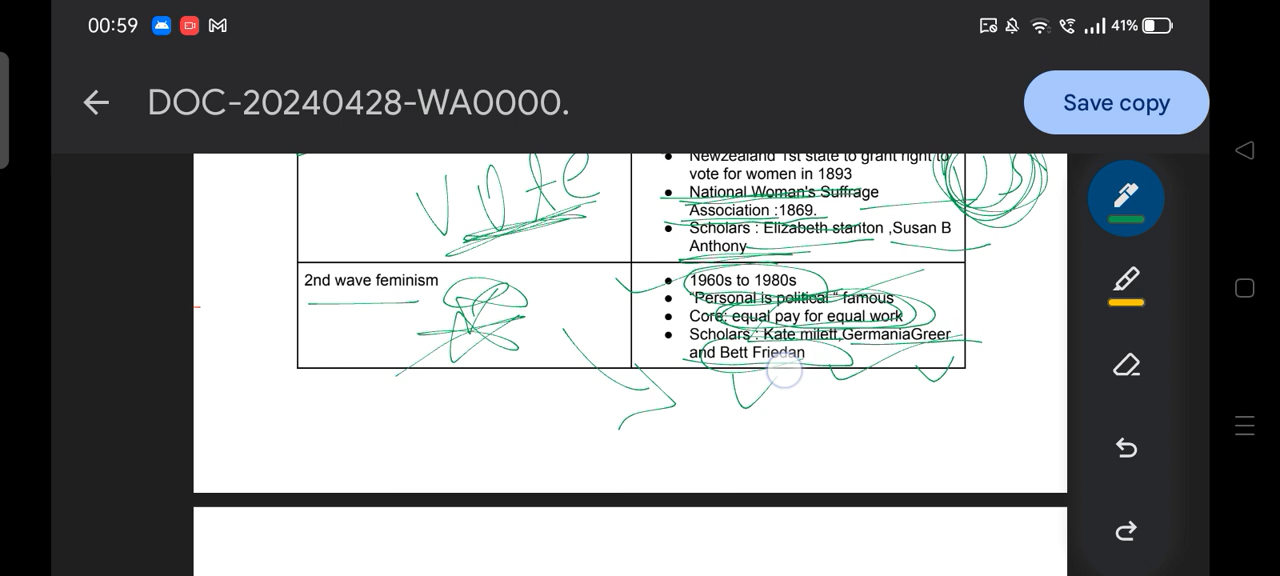 00:59
41%
DOC-20240428-WA0000.
Save copy
Newzealand 1st state to grant right to
vote for women in 1893
National Woman's Suffrage
Association :1869.
Scholars : Elizabeth stanton ,Susan B
Anthony
vote
2nd wave feminism
1960s to 1980s
"Personal is political " famous
Core: equal pay for equal work
Scholars : Kate milett,GermaniaGreer
and Bett Friedan